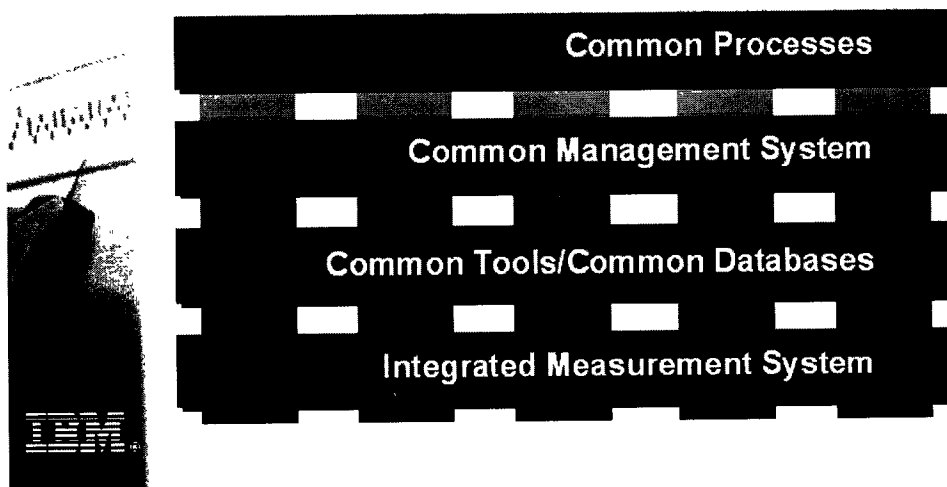 Common Processes
Common Management System
Common Tools/Common Databases
Integrated Measurement System
IBM®